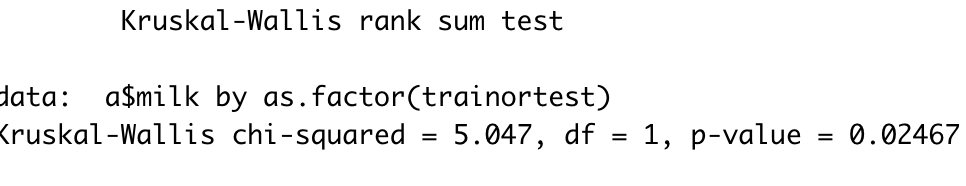 Kruskal-Wallis rank sum test
data: a$milk by as.factor(trainortest)
Kruskal-Wallis chi-squared = 5.047, df = 1, p-value = 0.02467